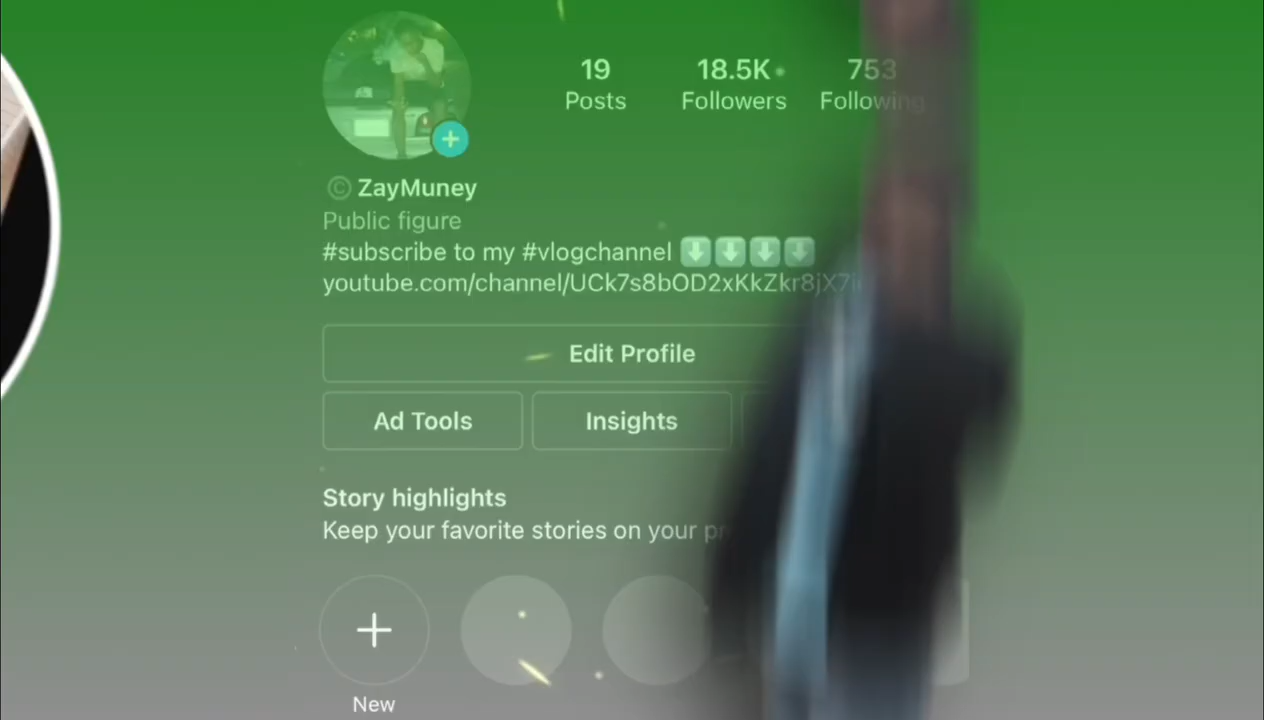 19 18.5K 753
Posts Followers Following
© ZayMuney
Public figure
#subscribe to my #vlogchannel
youtube.com/channel/UCk7s8bOD2xKkZkr8jX7i
Edit Profile
Ad Tools Insights
Story highlights
Keep your favorite stories on your
New